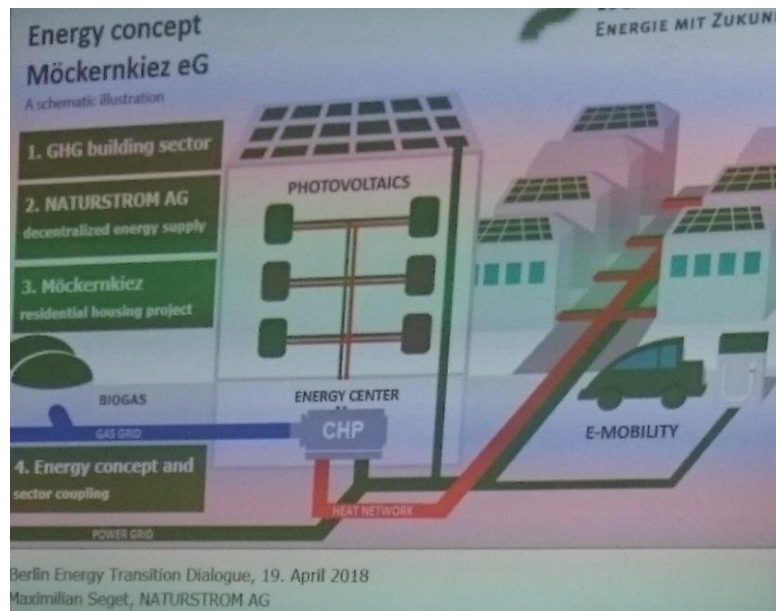 Energy concept
Möckernkiez eG
A schematic illustration
ENERGIE MIT ZUKUN
1. GHG building sector
2. NATURSTROM AG
decentralized energy supply
3. Möckernkiez
residential housing project
PHOTOVOLTAICS
BIOGAS
ENERGY CENTER
CHP
GAS GRID
E-MOBILITY
4. Energy concept and
sector coupling
HEAT NETWORK
POWER GRID
Berlin Energy Transition Dialogue, 19. April 2018
Maximilian Seget, NATURSTROM AG